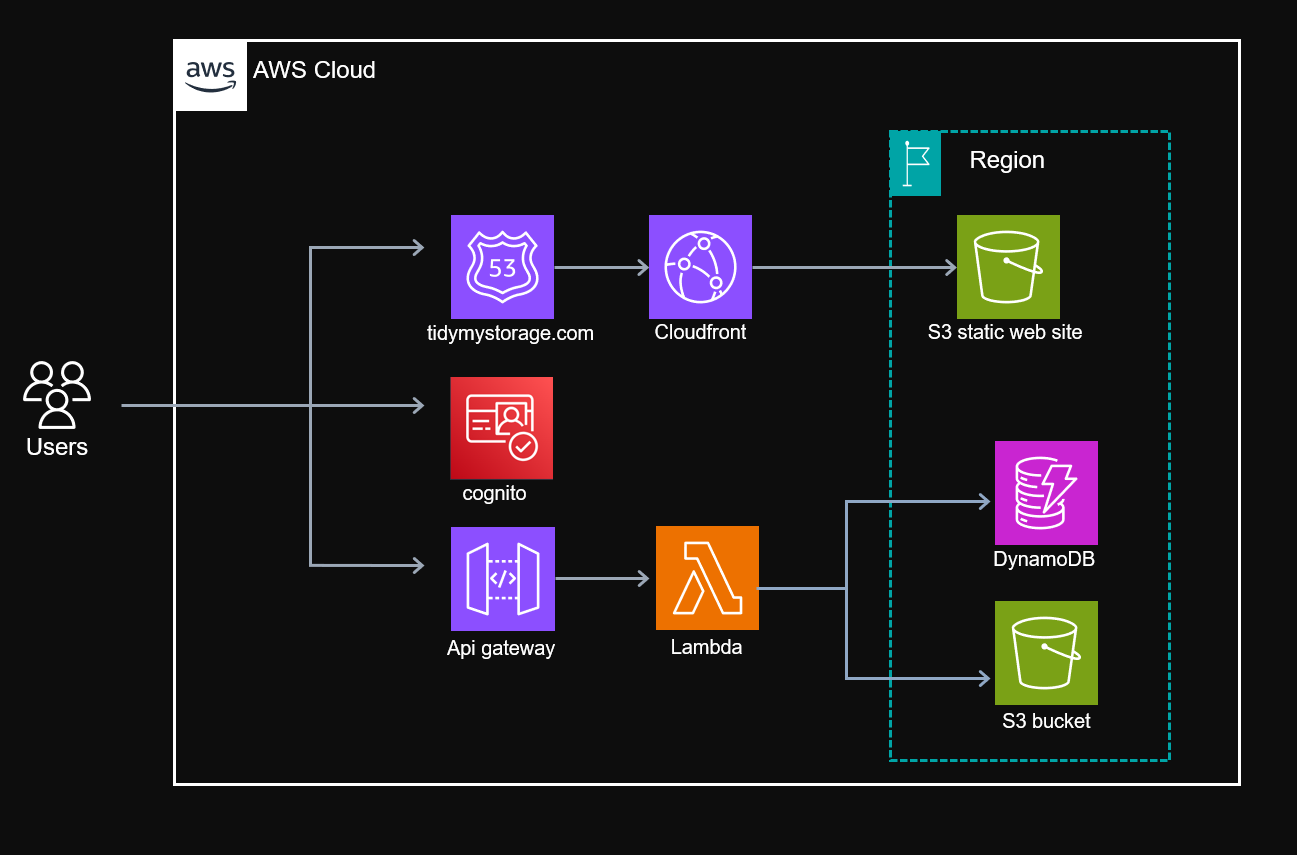 aws
AWS Cloud
Region
53
tidymystorage.com
Cloudfront
S3 static web site
Users
cognito
DynamoDB
</>
Api gateway
Lambda
S3 bucket